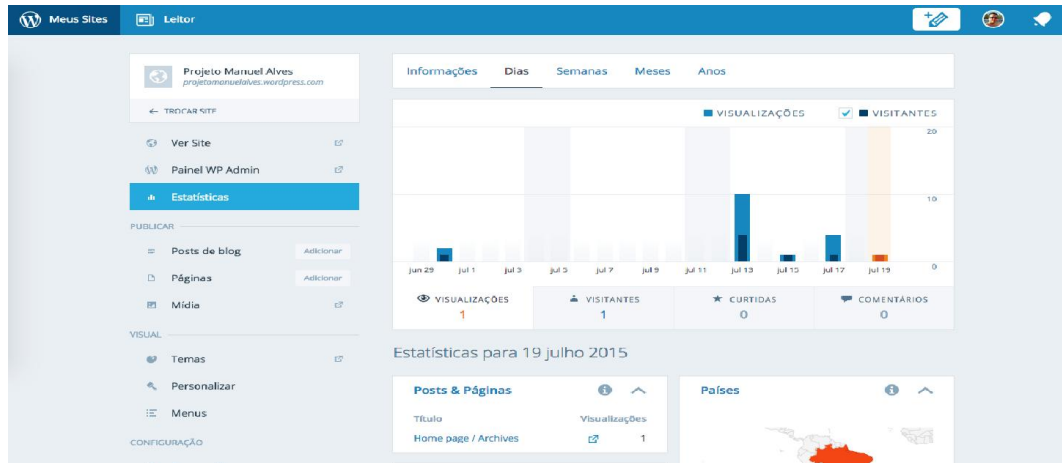 Meus Sites Leitor
Projeto Manuel Alves
projetomanuelalves.wordpress.com
← TROCAR SITE
Ver Site
Painel WP Admin
Estatísticas
PUBLICAR
Posts de blog Adicionar
Páginas Adicionar
Mídia
VISUAL
Temas
Personalizar
Menus
CONFIGURAÇÃO
Informações Dias Semanas Meses Anos
VISUALIZAÇÕES VISITANTES
20
10
0
jun 29 jul 1 jul 3 jul 5 jul 7 jul 9 jul 11 jul 13 jul 15 jul 17 jul 19
VISUALIZAÇÕES VISITANTES CURTIDAS COMENTÁRIOS
1 1 0 0
Estatísticas para 19 julho 2015
Posts & Páginas
Título Visualizações
Home page / Archives 1
Países